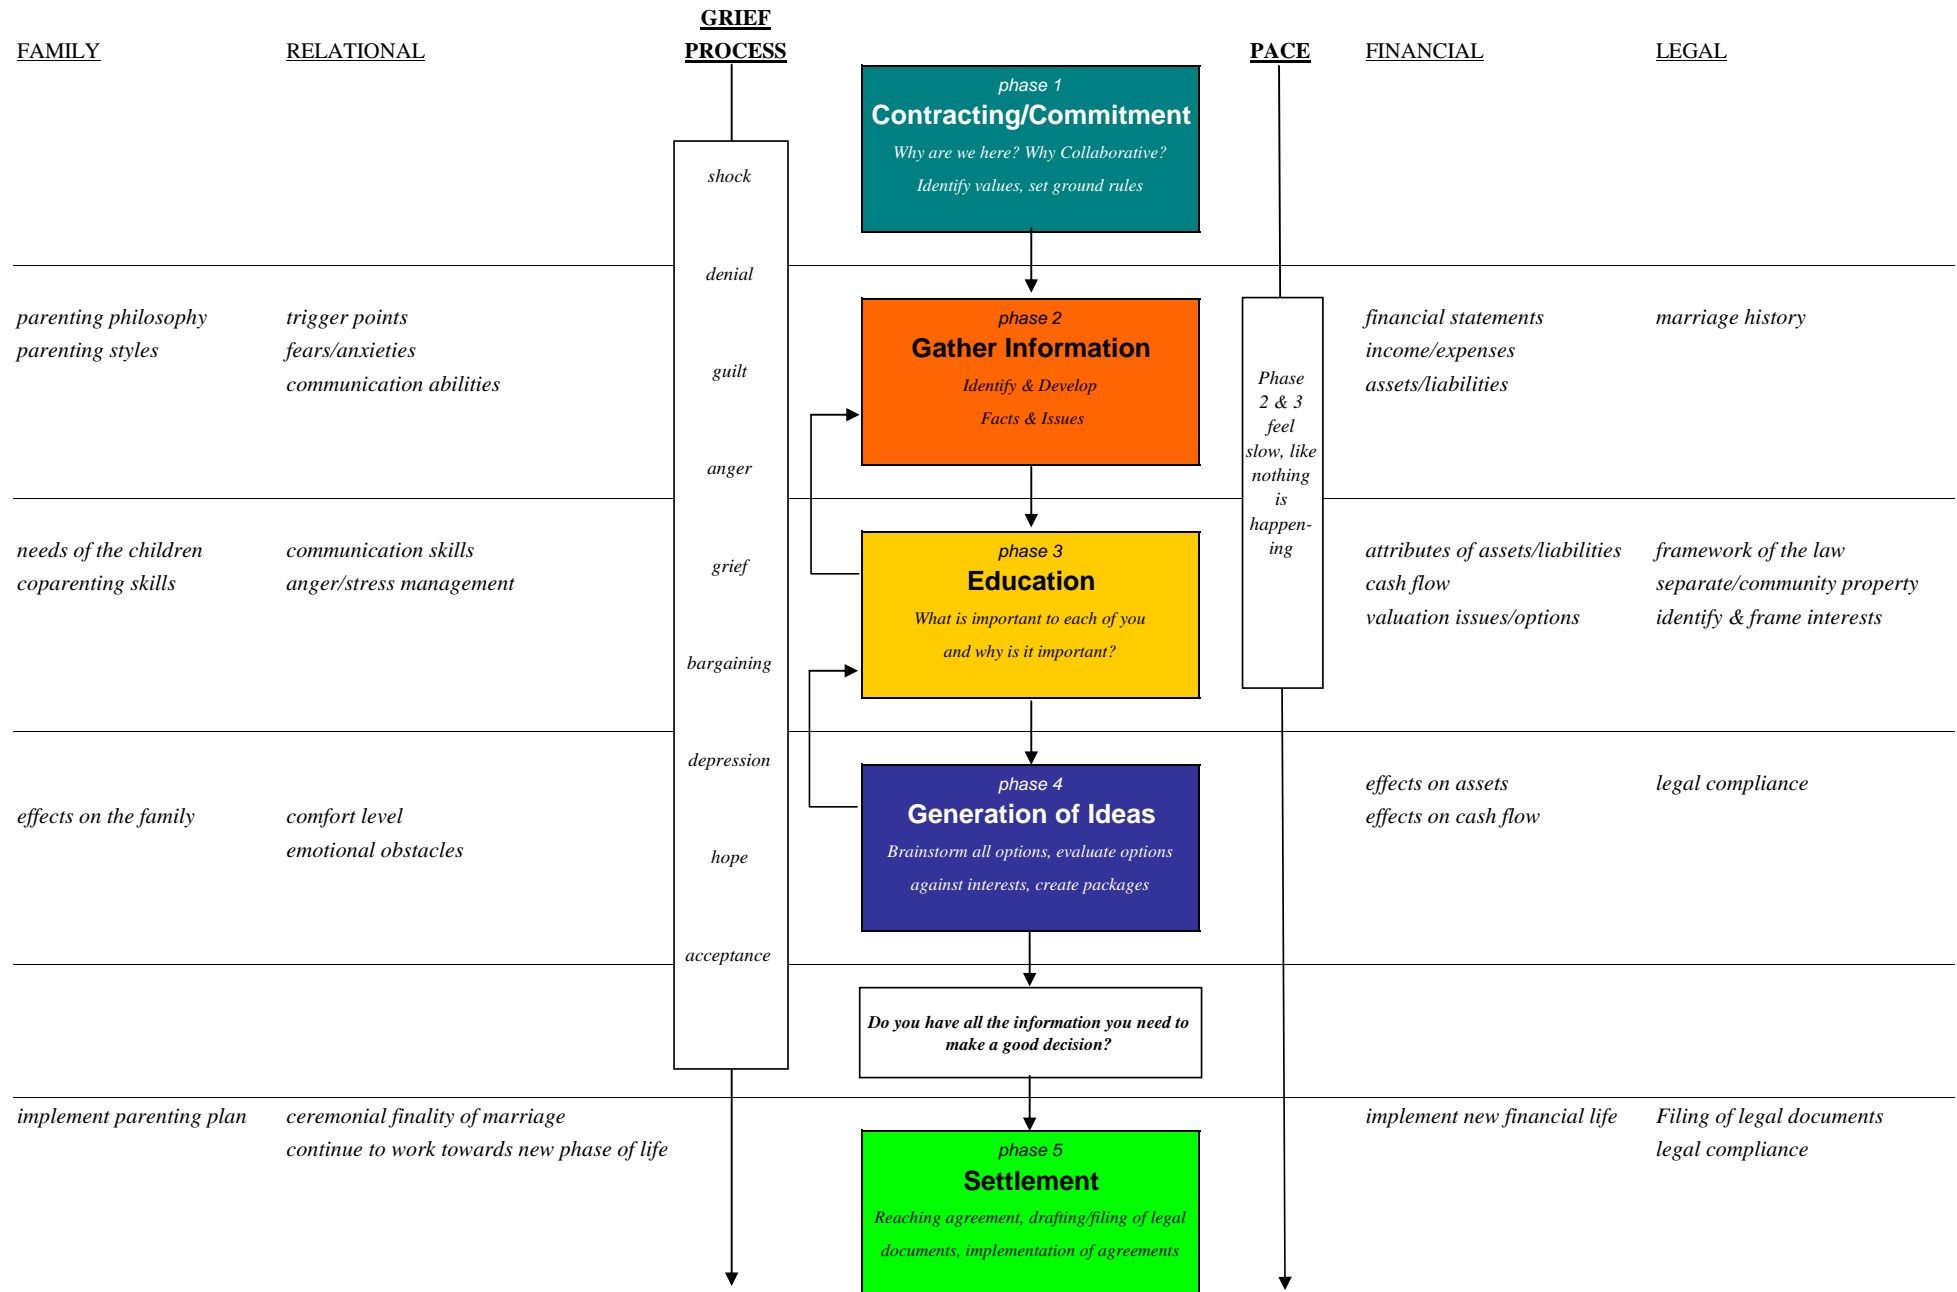 GRIEF
FAMILY
RELATIONAL
PROCESS
PACE
FINANCIAL
LEGAL
phase 1
Contracting/Commitment
Why are we here? Why Collaborative?
Identify values, set ground rules
shock
denial
guilt
anger
grief
bargaining
depression
hope
acceptance
parenting philosophy
parenting styles
trigger points
fears/anxieties
communication abilities
phase 2
Gather Information
Identify & Develop
Facts & Issues
Phase
2 & 3
feel
slow, like
nothing
is
happen-
ing
financial statements
income/expenses
assets/liabilities
marriage history
needs of the children
coparenting skills
communication skills
anger/stress management
phase 3
Education
What is important to each of you
and why is it important?
attributes of assets/liabilities
cash flow
valuation issues/options
framework of the law
separate/community property
identify & frame interests
effects on the family
comfort level
emotional obstacles
phase 4
Generation of Ideas
Brainstorm all options, evaluate options
against interests, create packages
effects on assets
effects on cash flow
legal compliance
Do you have all the information you need to
make a good decision?
implement parenting plan
ceremonial finality of marriage
continue to work towards new phase of life
phase 5
Settlement
Reaching agreement, drafting/filing of legal
documents, implementation of agreements
implement new financial life
Filing of legal documents
legal compliance